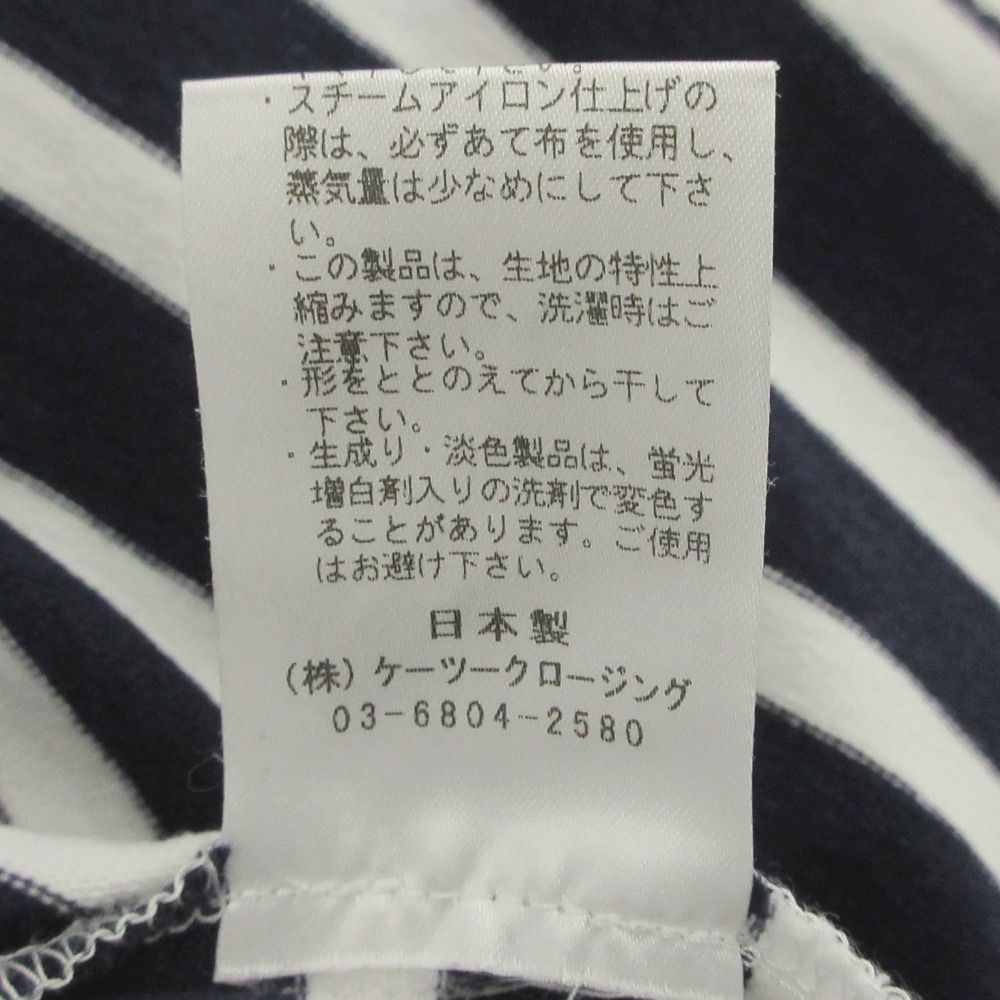 ・スチームアイロン仕上げの
際は、必ずあて布を使用し、
蒸気量は少なめにして下さ
い。
・この製品は、生地の特性上
縮みますので、洗濯時はご
注意下さい。
・形をととのえてから干して
下さい。
・生成り・淡色製品は、蛍光
増白剤入りの洗剤で変色す
ることがあります。ご使用
はお避け下さい。
日本製
(株)ケーツークロージング
03-6804-2580